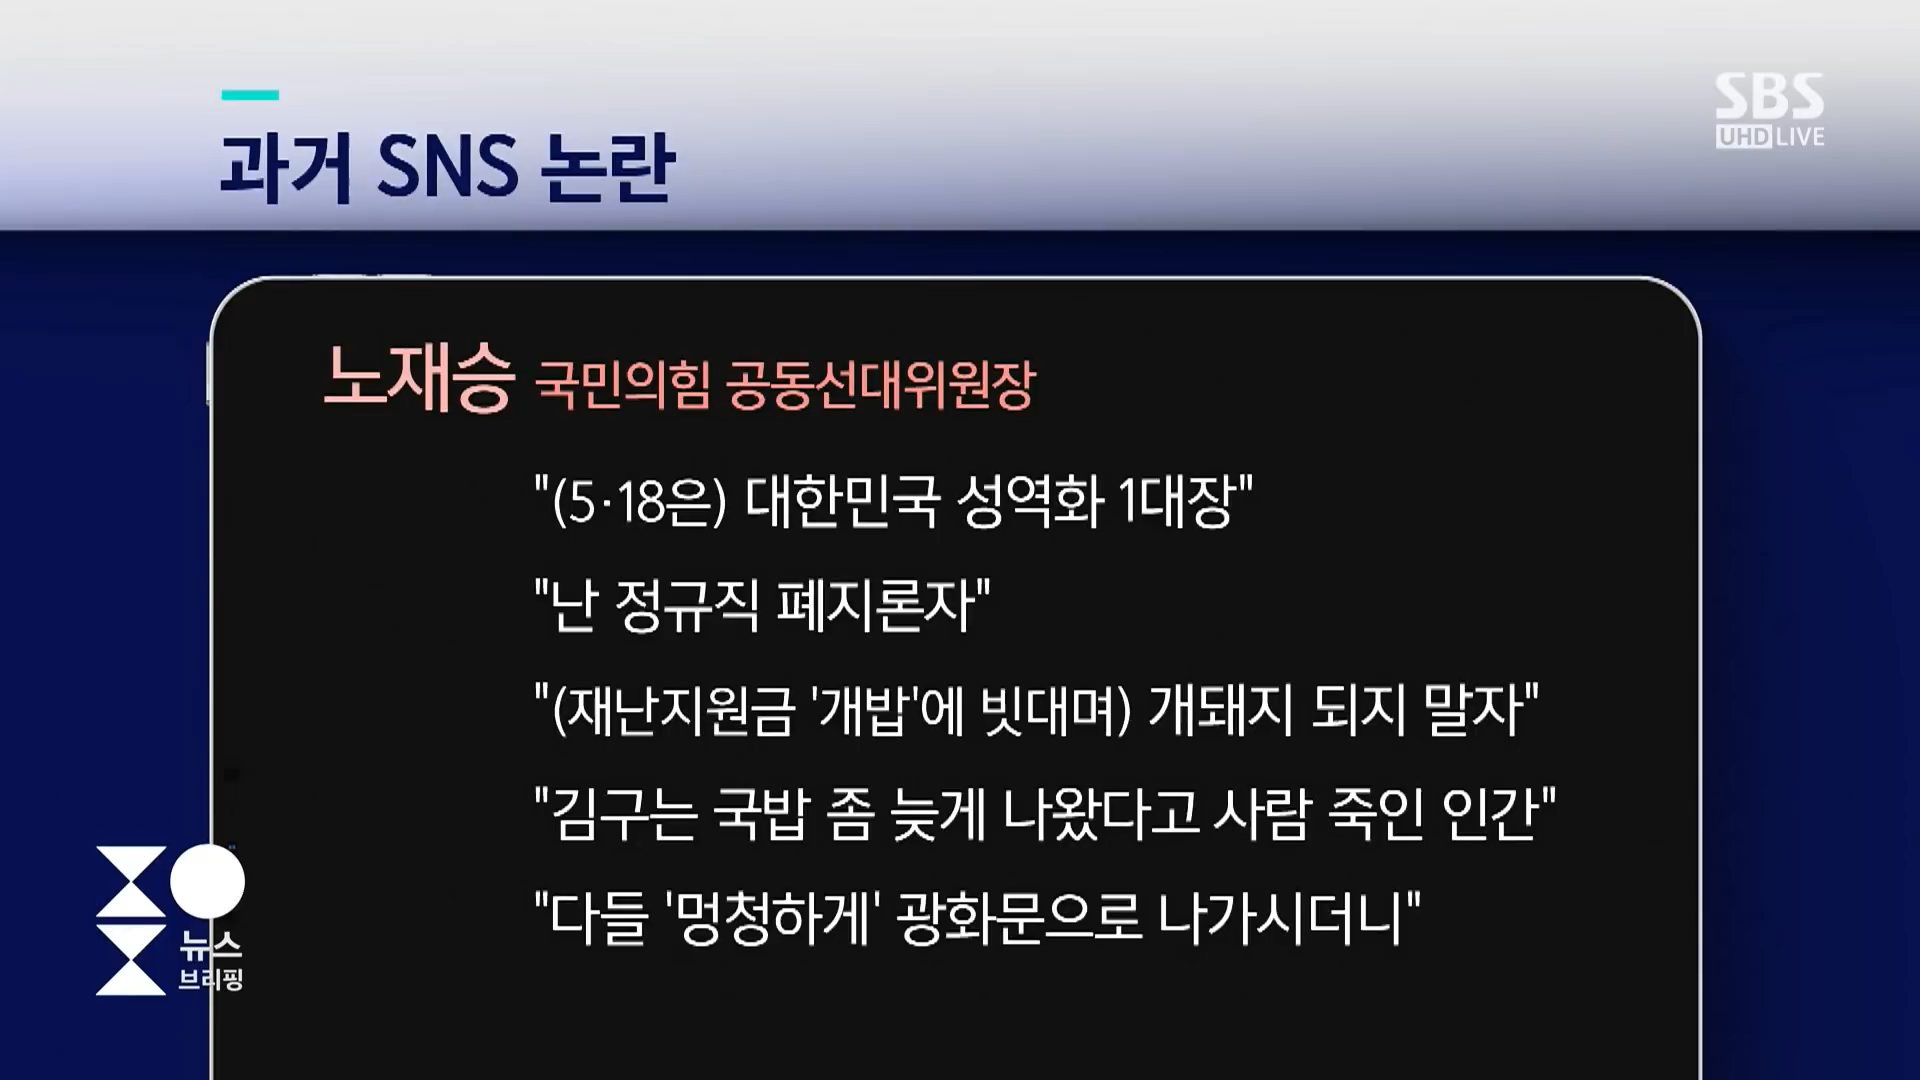 SBS
UHD LIVE
과거 SNS 논란
노재승 국민의힘 공동선대위원장
"(5·18은) 대한민국 성역화 1대장"
"난 정규직 폐지론자"
"(재난지원금 '개밥'에 빗대며) 개돼지 되지 말자"
"김구는 국밥 좀 늦게 나왔다고 사람 죽인 인간"
"다들 '멍청하게' 광화문으로 나가시더니"
뉴스
브리핑